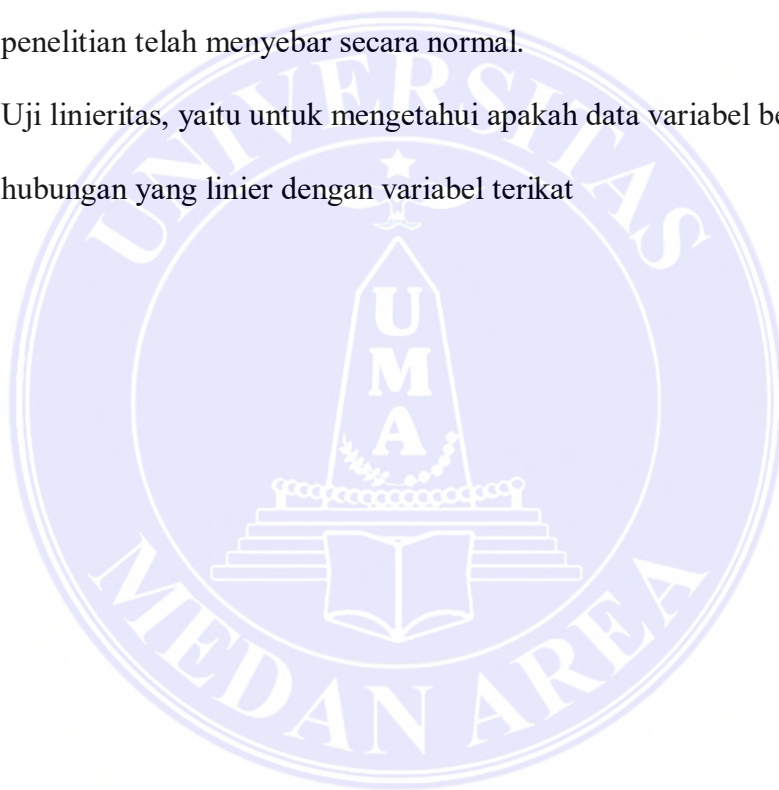 penelitian telah menyebar secara normal.
Uji linieritas, yaitu untuk mengetahui apakah data variabel
hubungan yang linier dengan variabel terikat
UNIVERSITAS
UMA
MEDAN AREA